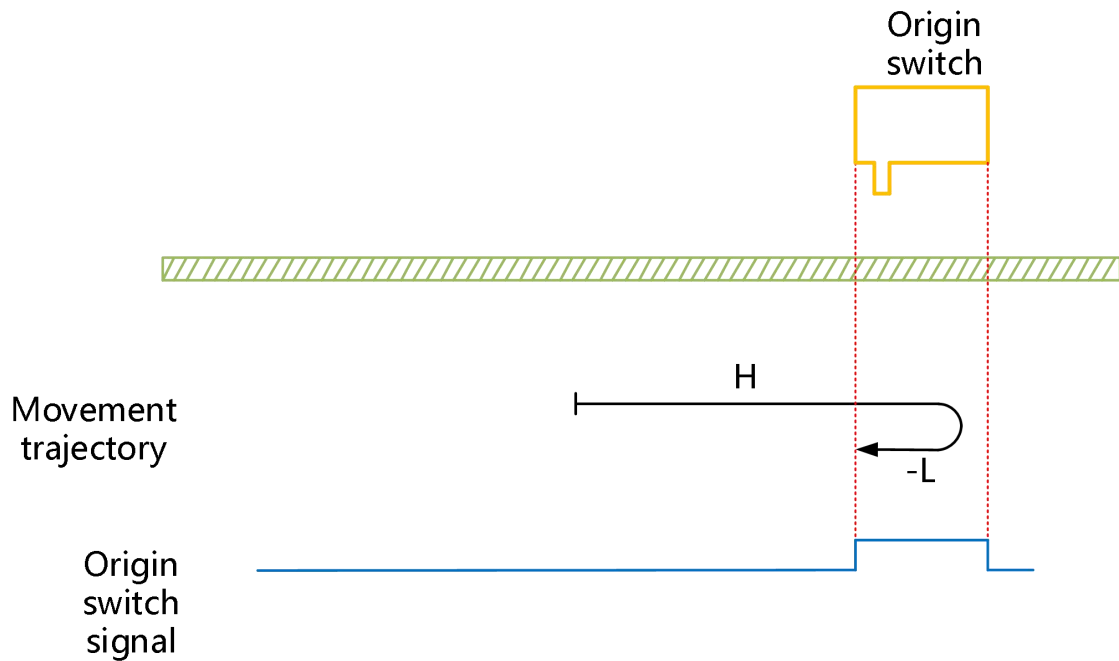 Origin
switch
H
Movement
trajectory
-L
Origin
switch
signal